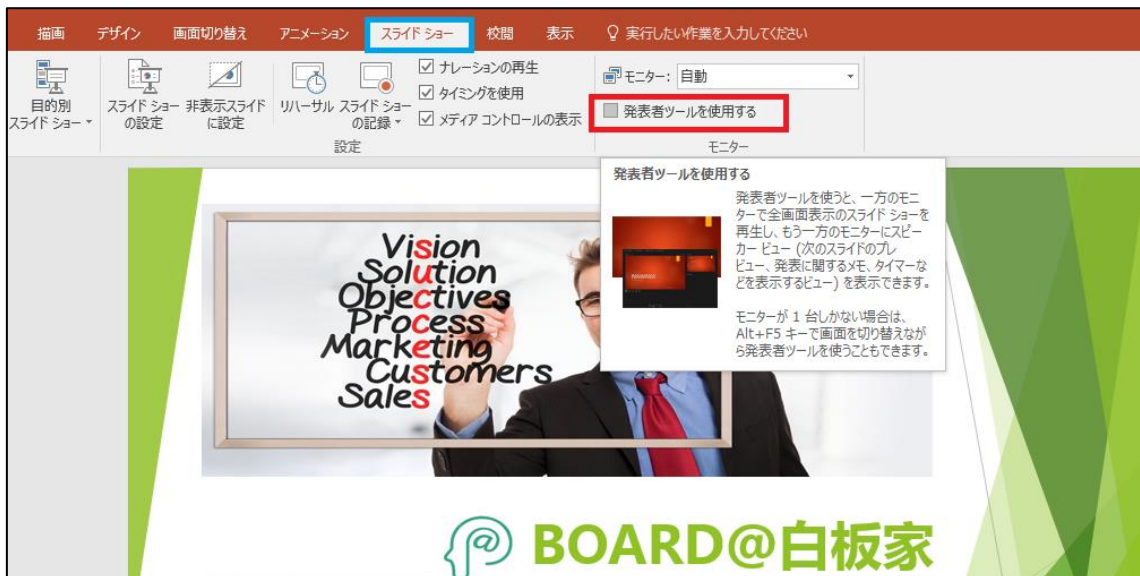 描画 デザイン 画面切り替え アニメーション スライド ショー 校閲 表示 実行したい作業を入力してください
目的別
スライド ショー
スライド ショー
の設定
非表示スライド
に設定
リハーサル
スライド ショー
の記録
ナレーションの再生
タイミングを使用
メディア コントロールの表示
設定
モニター: 自動
発表者ツールを使用する
モニター
発表者ツールを使用する
発表者ツールを使うと、一方のモニ
ターで全画面表示のスライド ショーを
再生し、もう一方のモニターにスピー
カー ビュー (次のスライドのプレ
ビュー、発表に関するメモ、タイマーな
どを表示するビュー) を表示できます。
モニターが 1 台しかない場合は、
Alt+F5 キーで画面を切り替えなが
ら発表者ツールを使うこともできます。
Vision
Solution
Objectives
Process
Marketing
Customers
Sales
BOARD@白板家